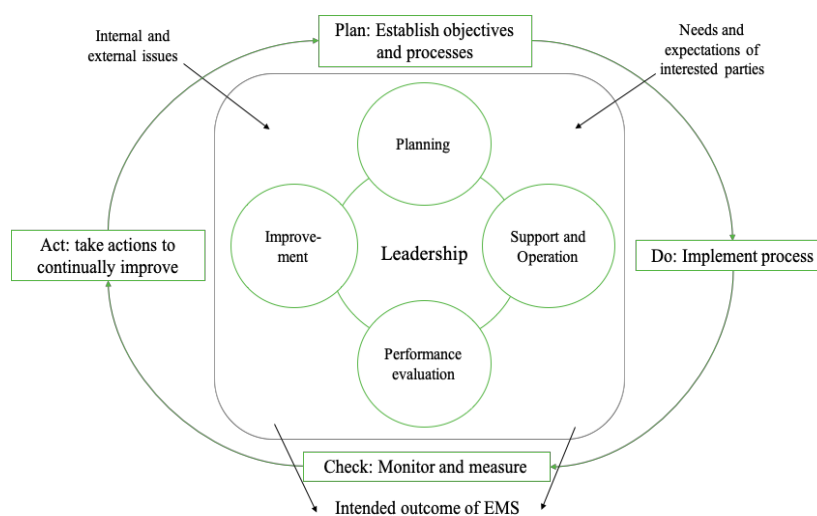 Plan: Establish objectives
and processes
Internal and
external issues
Needs and
expectations of
interested parties
Planning
Act: take actions to
continually improve
Improve-
ment
Leadership
Support and
Operation
Do: Implement process
Performance
evaluation
Check: Monitor and measure
Intended outcome of EMS